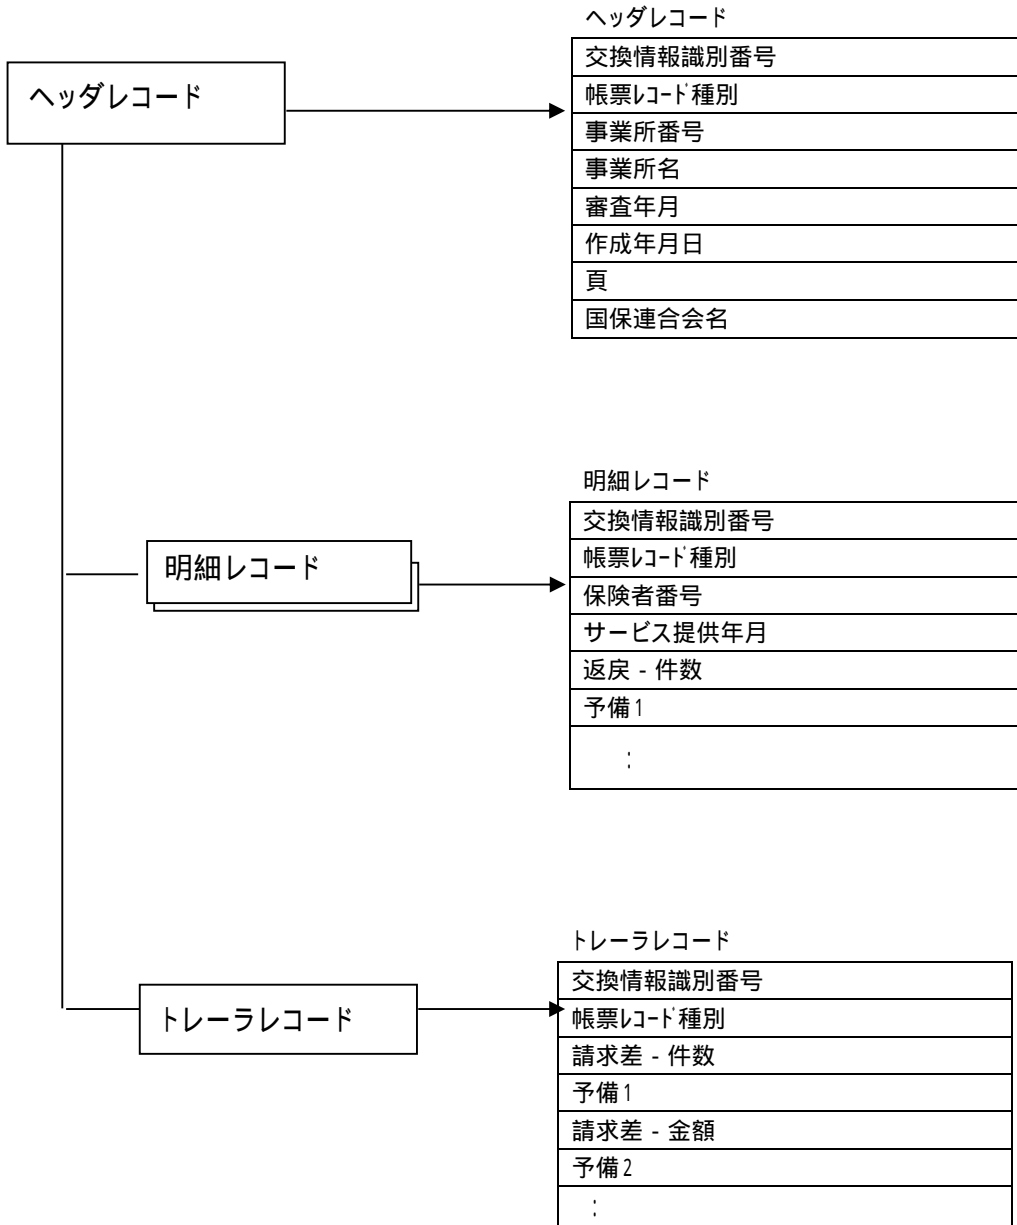 ヘッダレコード
ヘッダレコード
交換情報識別番号
帳票ﾚｺｰﾄﾞ種別
事業所番号
事業所名
審査年月
作成年月日
頁
国保連合会名
明細レコード
明細レコード
交換情報識別番号
帳票ﾚｺｰﾄﾞ種別
保険者番号
サービス提供年月
返戻 - 件数
予備1
:
トレーラレコード
トレーラレコード
交換情報識別番号
帳票ﾚｺｰﾄﾞ種別
請求差 - 件数
予備1
請求差 - 金額
予備2
: